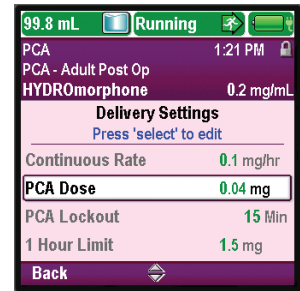 99.8 mL Running
PCA 1:21 PM
PCA - Adult Post Op
HYDROmorphone 0.2 mg/mL
Delivery Settings
Press 'select' to edit
Continuous Rate 0.1 mg/hr
PCA Dose 0.04 mg
PCA Lockout 15 Min
1 Hour Limit 1.5 mg
Back